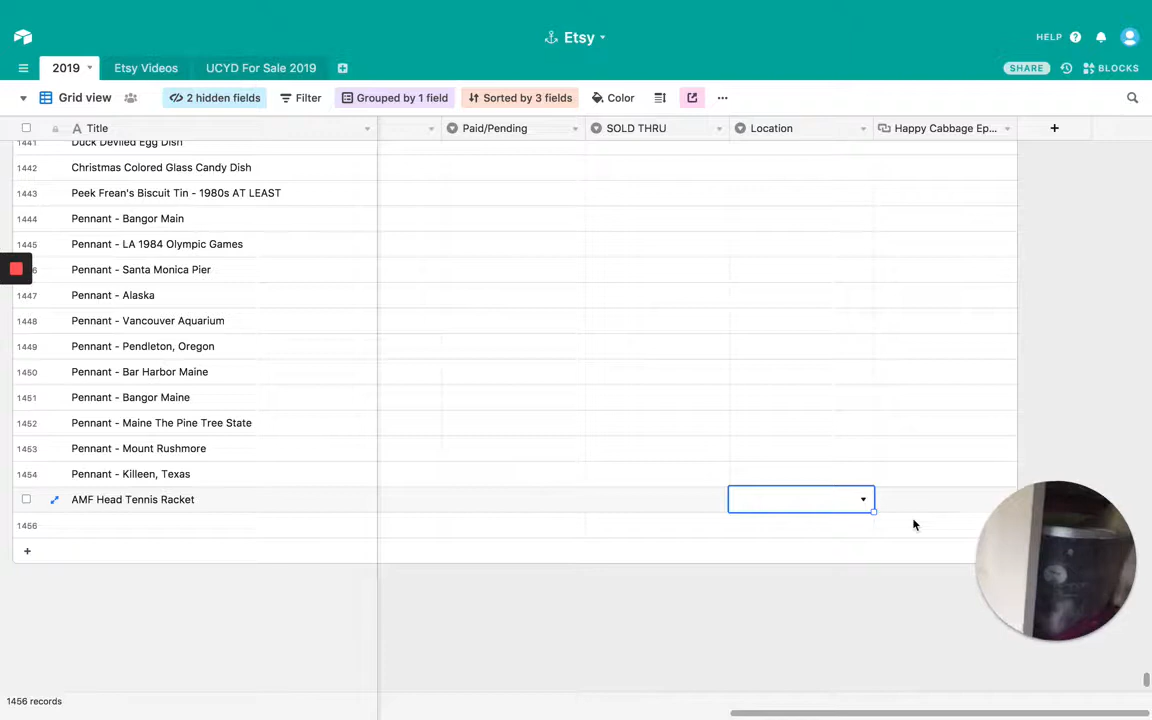 Etsy
HELP
2019
Etsy Videos
UCYD For Sale 2019
SHARE
BLOCKS
Grid view
2 hidden fields
Filter
Grouped by 1 field
Sorted by 3 fields
Color
Title
Paid/Pending
SOLD THRU
Location
Happy Cabbage Ep...
1441 Duck Deviled Egg Dish
1442 Christmas Colored Glass Candy Dish
1443 Peek Frean's Biscuit Tin - 1980s AT LEAST
1444 Pennant - Bangor Main
1445 Pennant - LA 1984 Olympic Games
6 Pennant - Santa Monica Pier
1447 Pennant - Alaska
1448 Pennant - Vancouver Aquarium
1449 Pennant - Pendleton, Oregon
1450 Pennant - Bar Harbor Maine
1451 Pennant - Bangor Maine
1452 Pennant - Maine The Pine Tree State
1453 Pennant - Mount Rushmore
1454 Pennant - Killeen, Texas
AMF Head Tennis Racket
1456
1456 records